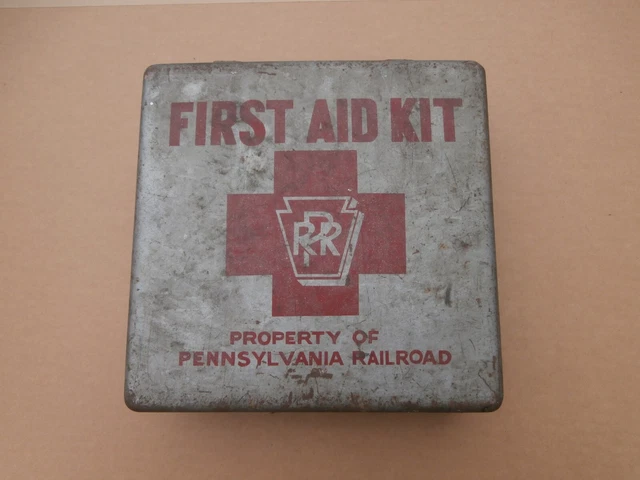 FIRST AID KIT
PRR
PROPERTY OF
PENNSYLVANIA RAILROAD